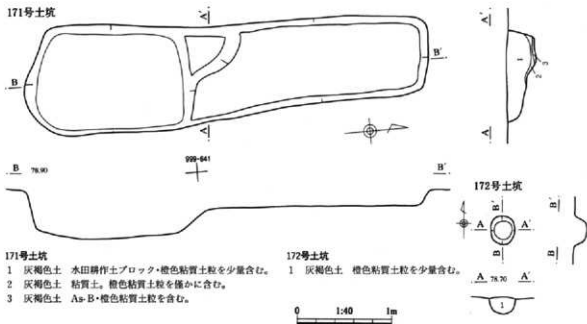 171号土坑
A
A'
B
B'
A'
A
1
2
3
A
B 78.90
999-641
B'
172号土坑
B'
A
A'
B
B'
B
A 78.70 A'
1
171号土坑
1 灰褐色土 水田耕作土ブロック・橙色粘質土粒を少量含む。
2 灰褐色土 粘質土。橙色粘質土粒を僅かに含む。
3 灰褐色土 As-B・橙色粘質土粒を含む。
172号土坑
1 灰褐色土 橙色粘質土粒を少量含む。
0 1:40 1m